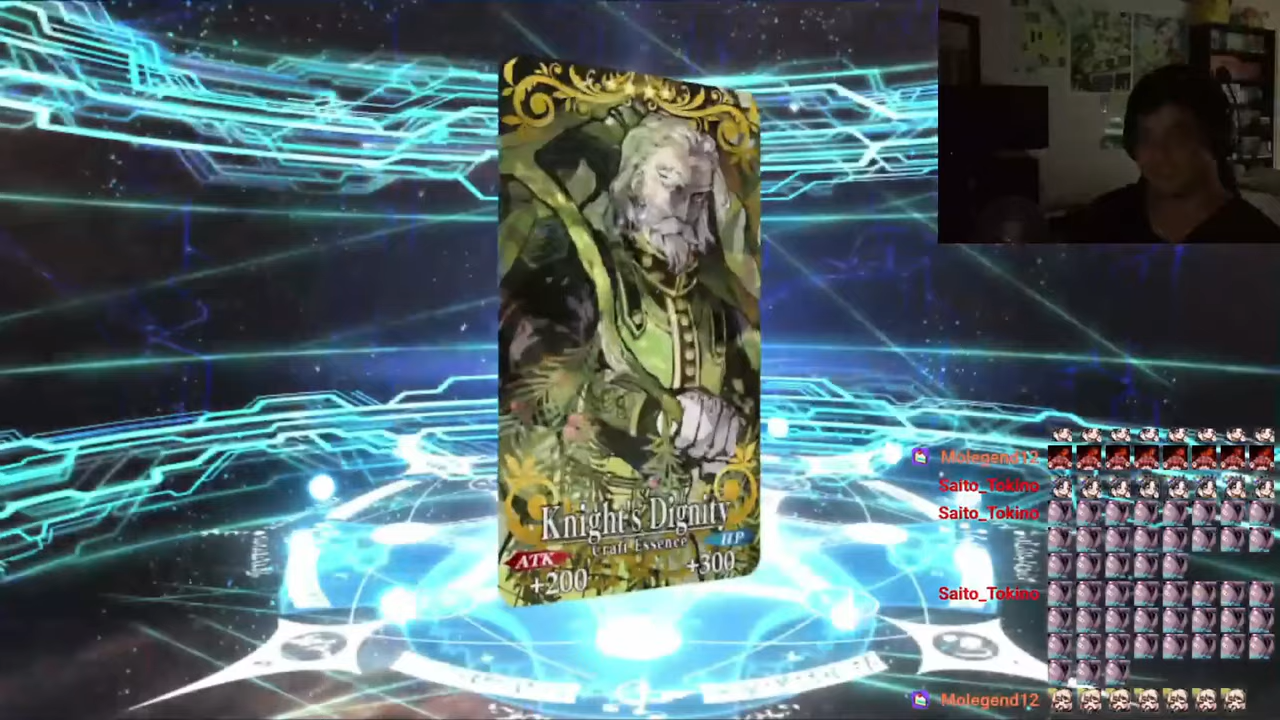 Knight's Dignity
Craft Essence
ATK
HP
+200
+300
Molegend12
Saito_Tokino
Saito_Tokino
Saito_Tokino
Molegend12